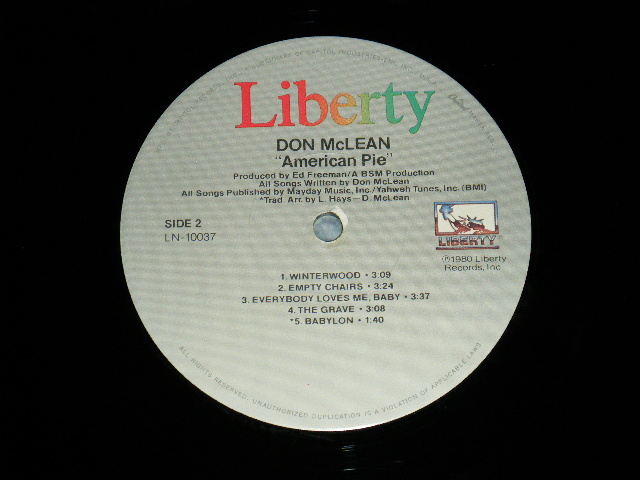 Liberty
DON McLEAN
"American Pie"
Produced by Ed Freeman/A BSM Production
All Songs Written by Don McLean
All Songs Published by Mayday Music, Inc./Yahweh Tunes, Inc. (BMI)
*Trad. Arr. by L. Hays—D. McLean
SIDE 2
LN-10037
LIBERTY
℗1980 Liberty
Records, Inc
1. WINTERWOOD • 3:09
2. EMPTY CHAIRS • 3:24
3. EVERYBODY LOVES ME, BABY • 3:37
4. THE GRAVE • 3:08
*5. BABYLON • 1:40
ALL RIGHTS RESERVED. UNAUTHORIZED DUPLICATION IS A VIOLATION OF APPLICABLE LAWS